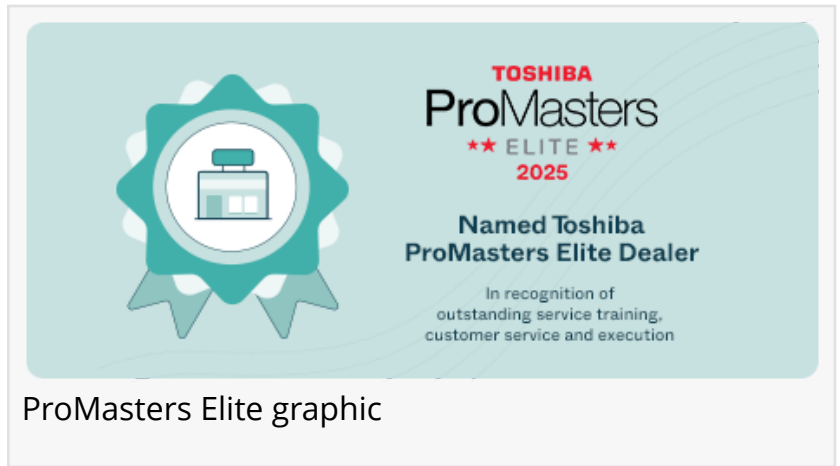 TOSHIBA
ProMasters
ELITE
2025
Named Toshiba
ProMasters Elite Dealer
In recognition of
outstanding service training,
customer service and execution
ProMasters Elite graphic